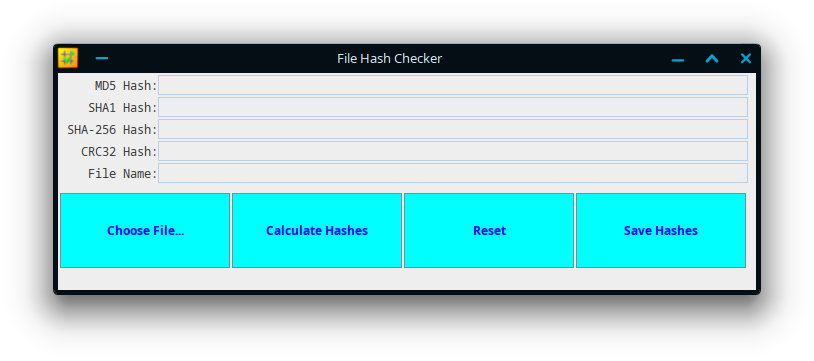 File Hash Checker
MD5 Hash:
SHA1 Hash:
SHA-256 Hash:
CRC32 Hash:
File Name:
Choose File...
Calculate Hashes
Reset
Save Hashes